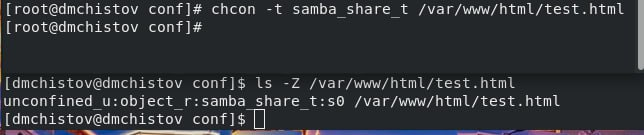 [root@dmchistov conf]# chcon -t samba_share_t /var/www/html/test.html
[root@dmchistov conf]#
[dmchistov@dmchistov conf]$ ls -Z /var/www/html/test.html
unconfined_u:object_r:samba_share_t:s0 /var/www/html/test.html
[dmchistov@dmchistov conf]$